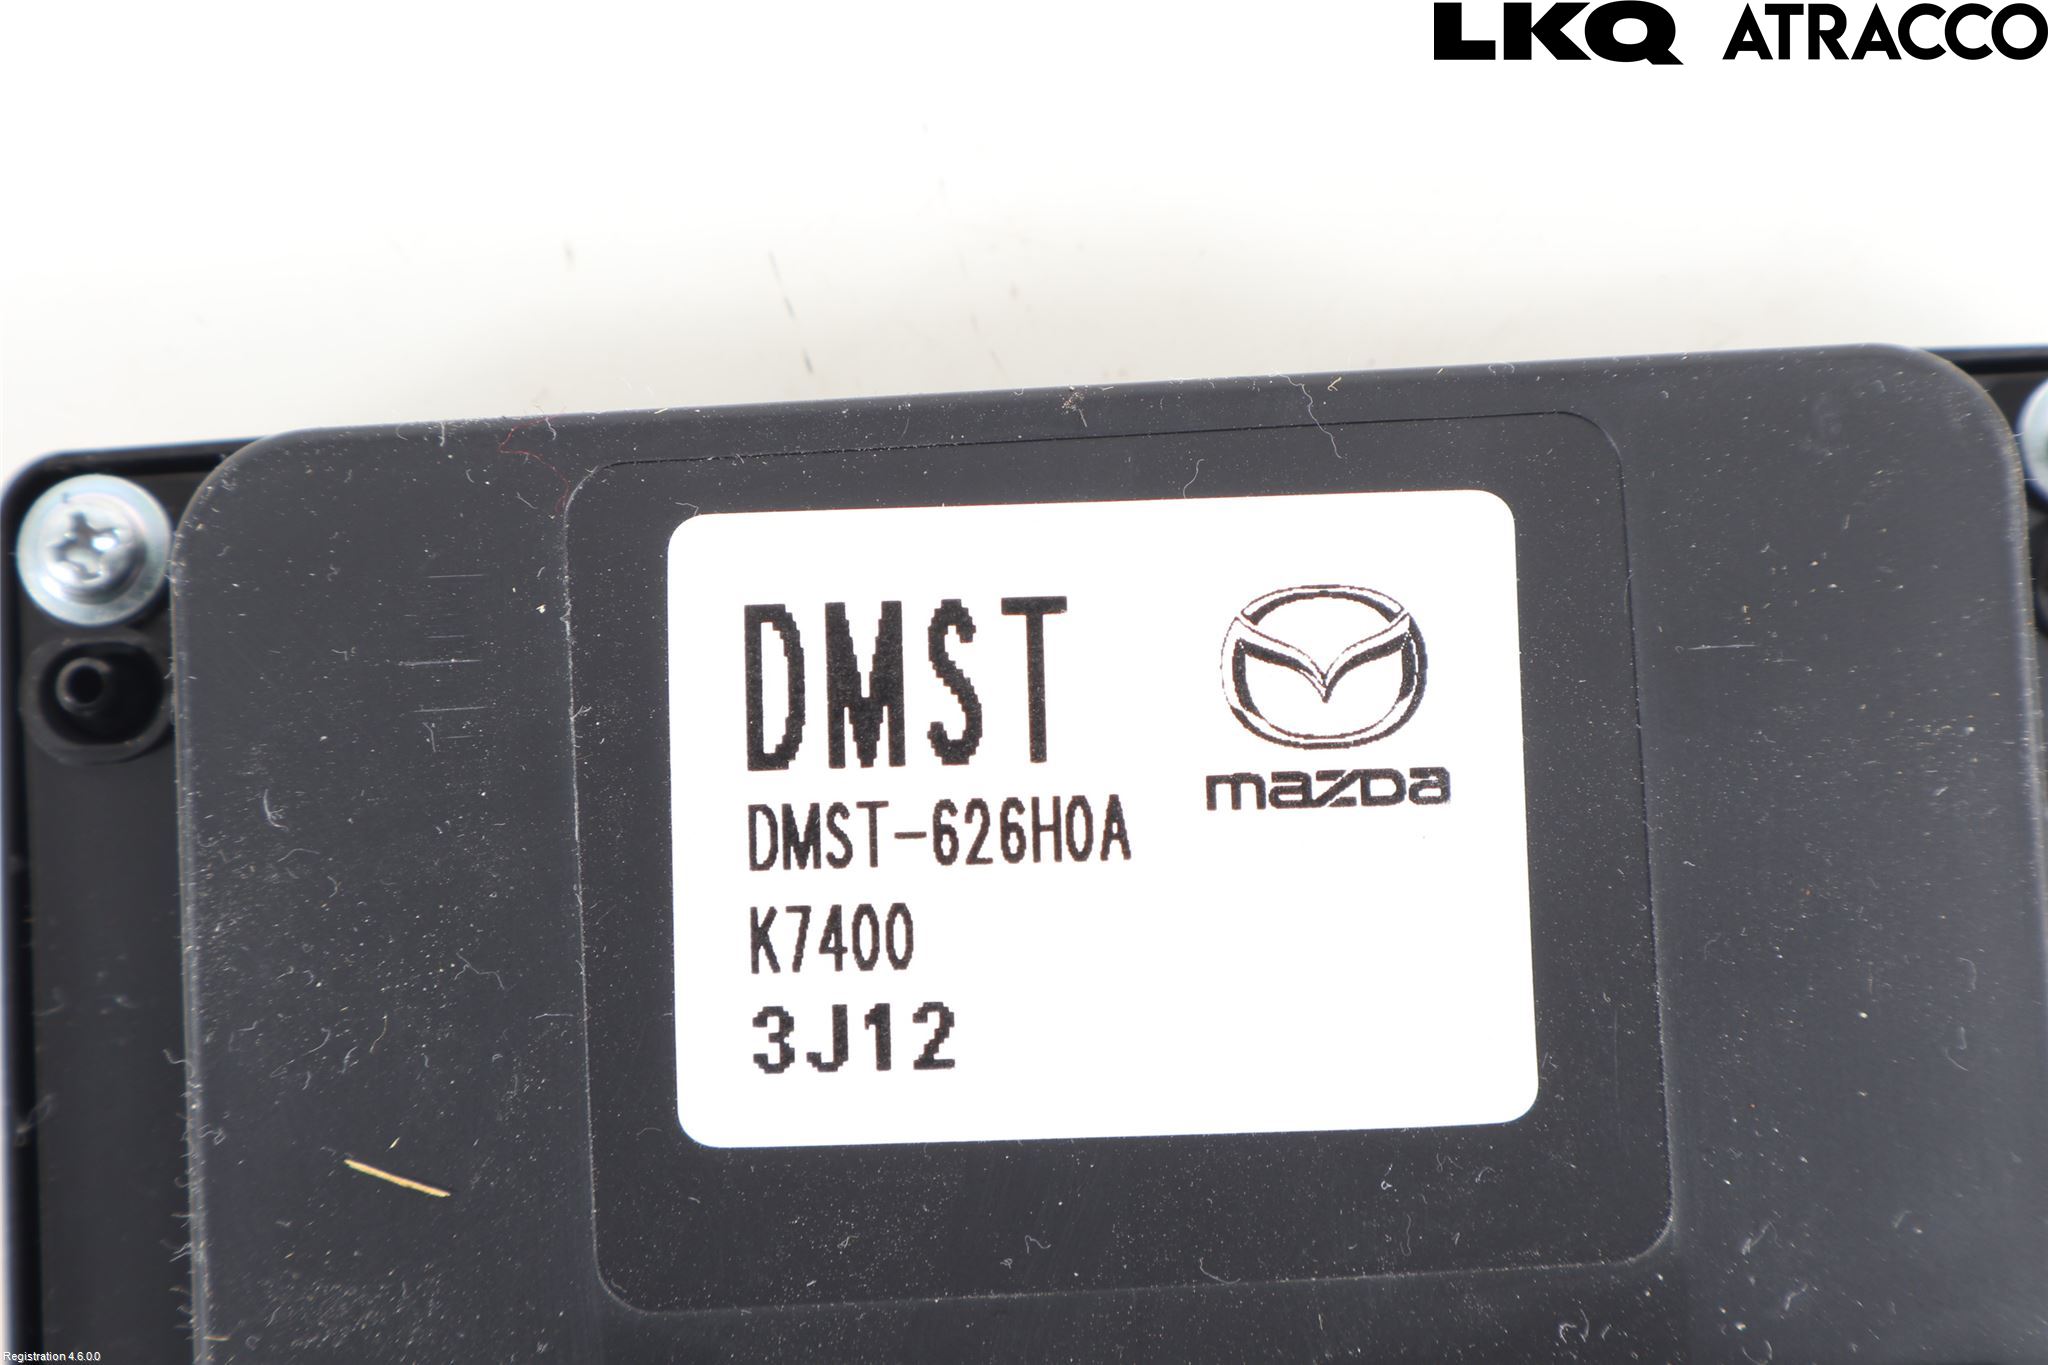 LKQ ATRACCO
DMST
mazda
DMST-626H0A
K7400
3J12
Registration 4.6.0.0